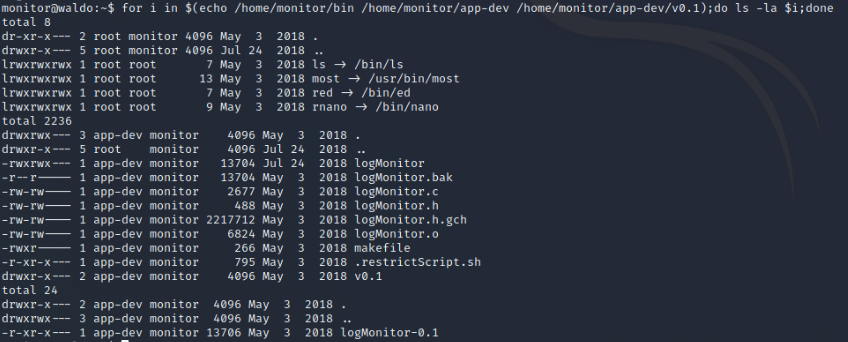 monitor@waldo:~$ for i in $(echo /home/monitor/bin /home/monitor/app-dev /home/monitor/app-dev/v0.1);do ls -la $i;done
total 8
dr-xr-x--- 2 root monitor 4096 May  3  2018 .
drwxr-x--- 5 root monitor 4096 Jul 24  2018 ..
lrwxrwxrwx 1 root root       7 May  3  2018 ls -> /bin/ls
lrwxrwxrwx 1 root root      13 May  3  2018 most -> /usr/bin/most
lrwxrwxrwx 1 root root       7 May  3  2018 red -> /bin/ed
lrwxrwxrwx 1 root root       9 May  3  2018 rnano -> /bin/nano
total 2236
drwxrwx--- 3 app-dev monitor    4096 May  3  2018 .
drwxr-x--- 5 root    monitor    4096 Jul 24  2018 ..
-rwxrwx--- 1 app-dev monitor   13704 Jul 24  2018 logMonitor
-r--r----- 1 app-dev monitor   13704 May  3  2018 logMonitor.bak
-rw-rw---- 1 app-dev monitor    2677 May  3  2018 logMonitor.c
-rw-rw---- 1 app-dev monitor     488 May  3  2018 logMonitor.h
-rw-rw---- 1 app-dev monitor 2217712 May  3  2018 logMonitor.h.gch
-rw-rw---- 1 app-dev monitor    6824 May  3  2018 logMonitor.o
-rwxr----- 1 app-dev monitor     266 May  3  2018 makefile
-r-xr-x--- 1 app-dev monitor     795 May  3  2018 .restrictScript.sh
drwxr-x--- 2 app-dev monitor    4096 May  3  2018 v0.1
total 24
drwxr-x--- 2 app-dev monitor  4096 May  3  2018 .
drwxrwx--- 3 app-dev monitor  4096 May  3  2018 ..
-r-xr-x--- 1 app-dev monitor 13706 May  3  2018 logMonitor-0.1